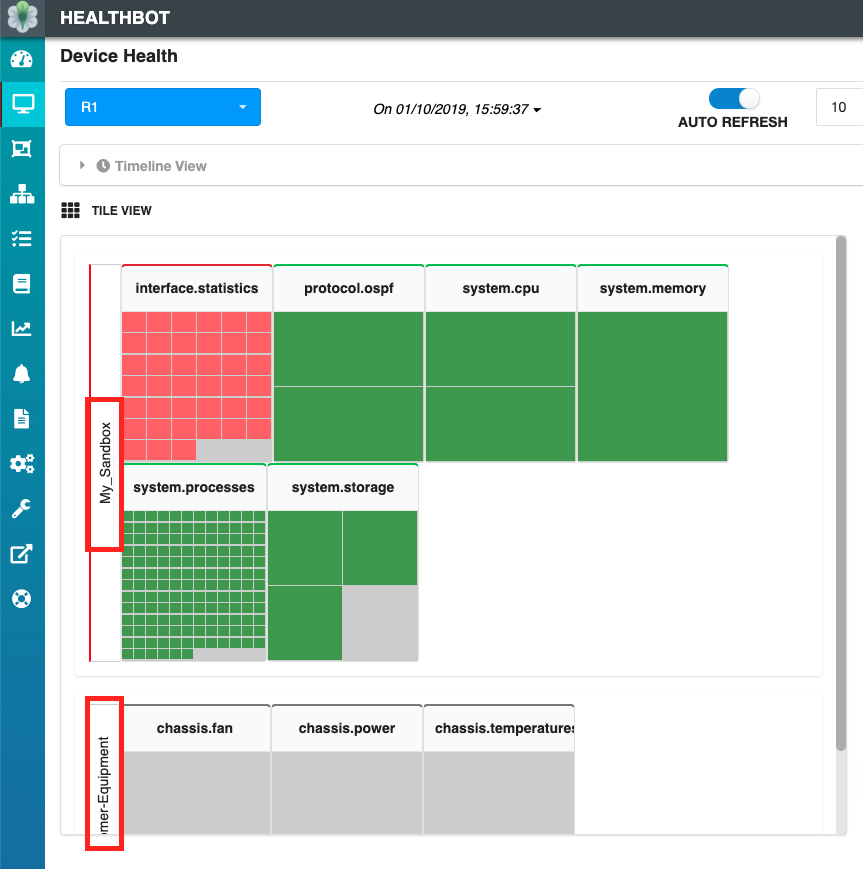 HEALTHBOT
Device Health
R1
On 01/10/2019, 15:59:37
AUTO REFRESH
10
Timeline View
TILE VIEW
My_Sandbox
interface.statistics
protocol.ospf
system.cpu
system.memory
system.processes
system.storage
omer-Equipment
chassis.fan
chassis.power
chassis.temperatures